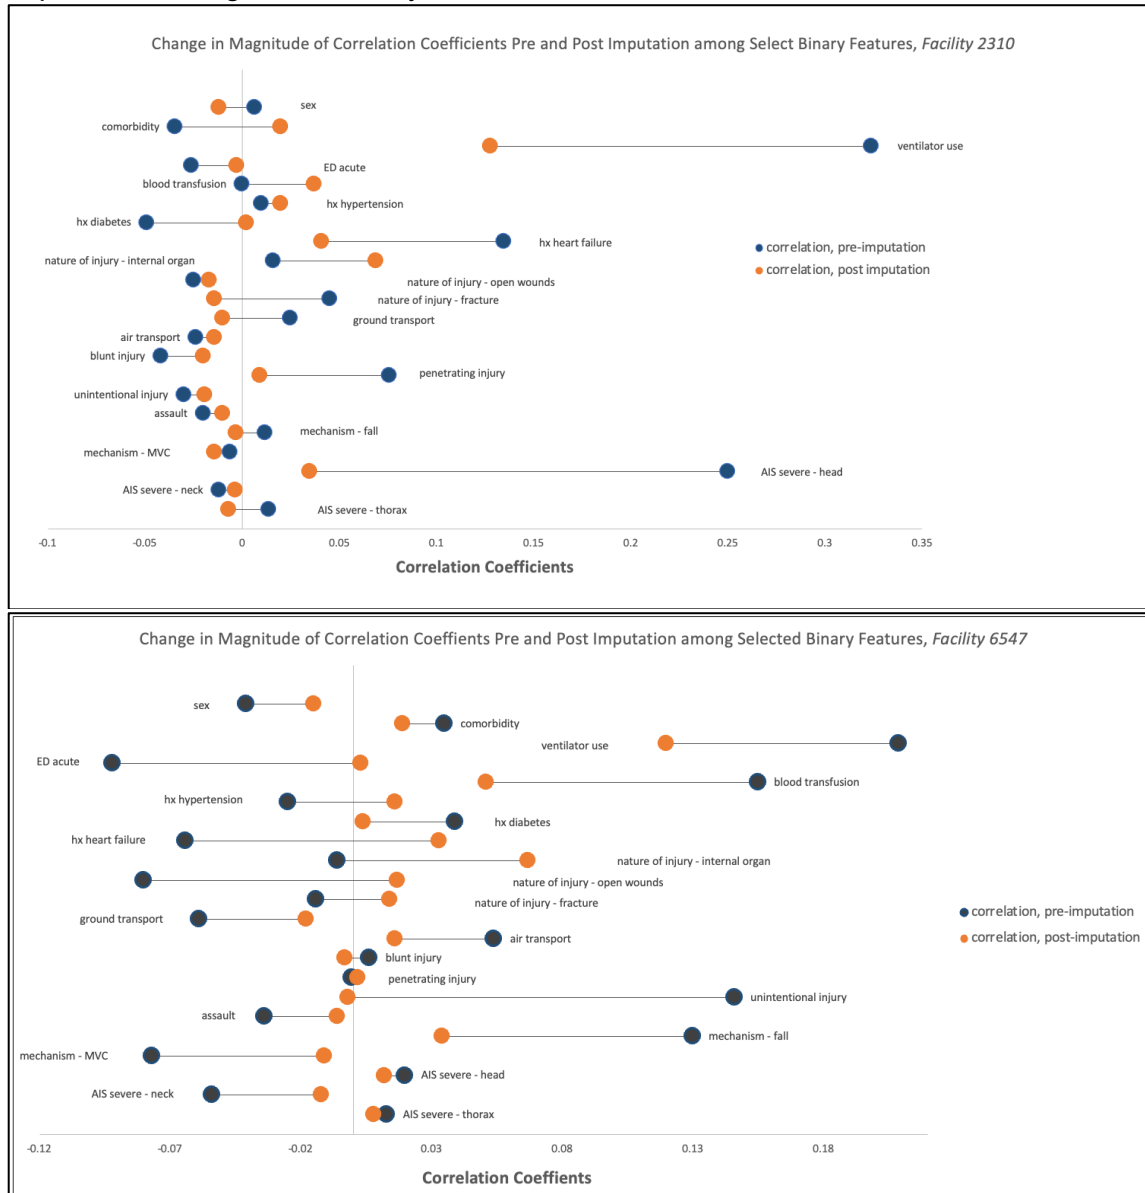 Change in Magnitude of Correlation Coefficients Pre and Post Imputation among Select Binary Features, Facility 2310
sex
comorbidity
ventilator use
ED acute
blood transfusion
hx hypertension
hx diabetes
hx heart failure
correlation, pre-imputation
nature of injury - internal organ
correlation, post imputation
nature of injury - open wounds
nature of injury - fracture
ground transport
air transport
blunt injury
penetrating injury
unintentional injury
assault
mechanism - fall
mechanism - MVC
AIS severe - head
AIS severe - neck
AIS severe - thorax
-0.1 -0.05 0 0.05 0.1 0.15 0.2 0.25 0.3 0.35
Correlation Coefficients
Change in Magnitude of Correlation Coeffients Pre and Post Imputation among Selected Binary Features, Facility 6547
sex
comorbidity
ventilator use
ED acute
blood transfusion
hx hypertension
hx diabetes
hx heart failure
nature of injury - internal organ
nature of injury - open wounds
nature of injury - fracture
correlation, pre-imputation
ground transport
air transport
correlation, post-imputation
blunt injury
penetrating injury
unintentional injury
assault
mechanism - fall
mechanism - MVC
AIS severe - head
AIS severe - neck
AIS severe - thorax
-0.12 -0.07 -0.02 0.03 0.08 0.13 0.18
Correlation Coeffients